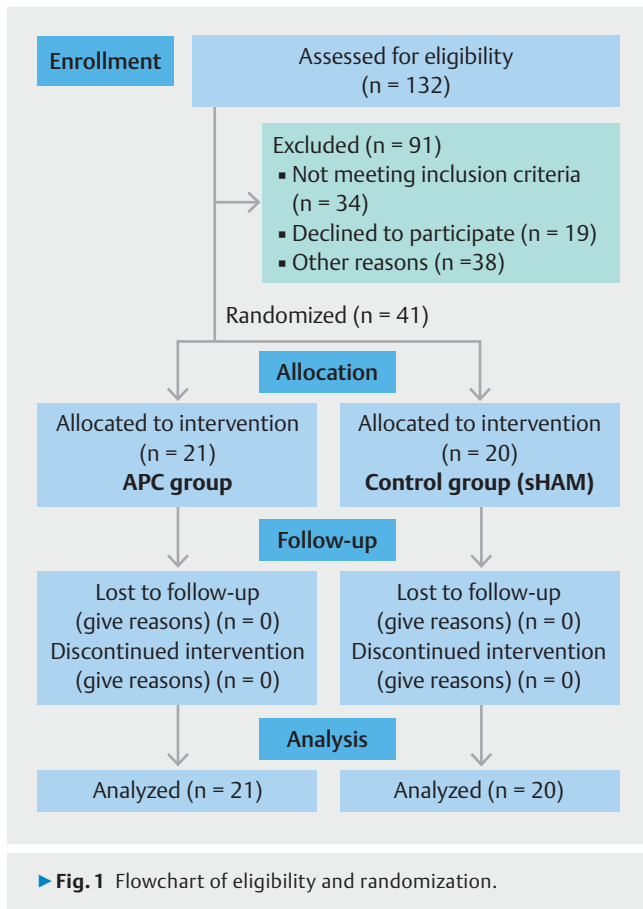 Enrollment
Assessed for eligibility
(n = 132)
Excluded (n = 91)
▪ Not meeting inclusion criteria
(n = 34)
▪ Declined to participate (n = 19)
▪ Other reasons (n =38)
Randomized (n = 41)
Allocation
Allocated to intervention
(n = 21)
APC group
Allocated to intervention
(n = 20)
Control group (sHAM)
Follow-up
Lost to follow-up
(give reasons) (n = 0)
Discontinued intervention
(give reasons) (n = 0)
Lost to follow-up
(give reasons) (n = 0)
Discontinued intervention
(give reasons) (n = 0)
Analysis
Analyzed (n = 21)
Analyzed (n = 20)
▶ Fig. 1 Flowchart of eligibility and randomization.